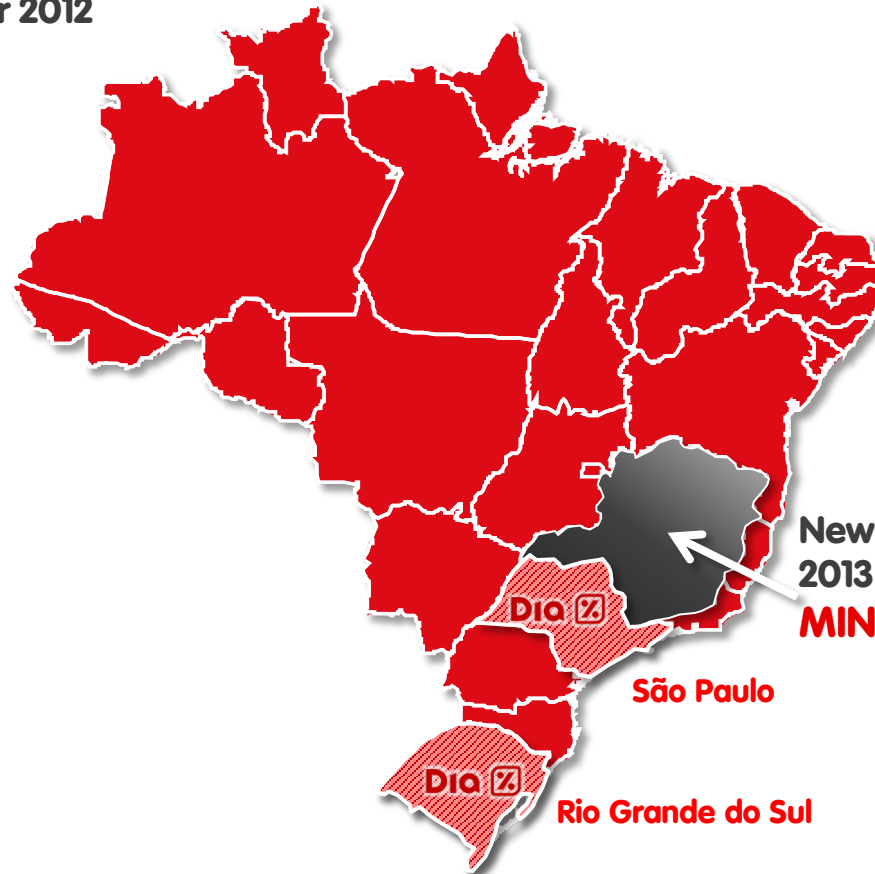 r 2012
New
2013
MIN
Dia %
São Paulo
Dia %
Rio Grande do Sul